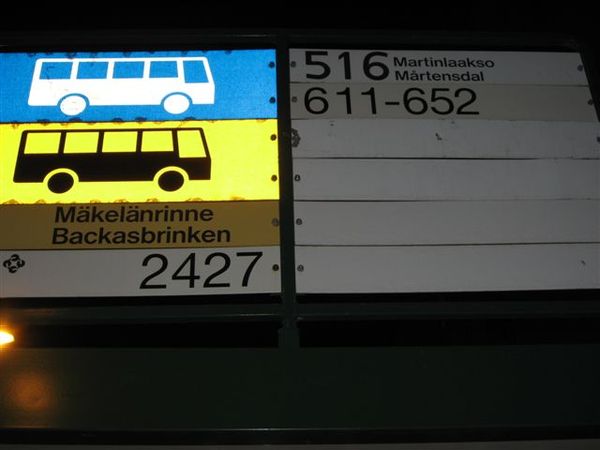 Mäkelänrinne
Backasbrinken
2427
516 Martinlaakso
Mårtensdal
611-652